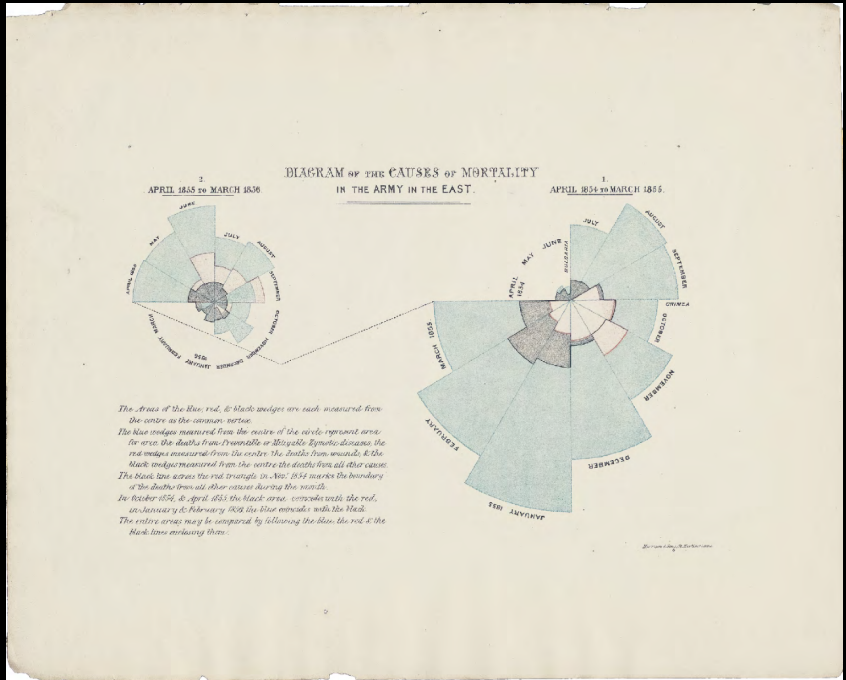 DIAGRAM OF THE CAUSES OF MORTALITY
IN THE ARMY IN THE EAST.
2.
APRIL 1855 TO MARCH 1856.
1.
APRIL 1854 TO MARCH 1855.
APRIL 1855
MAY
JUNE
JULY
AUGUST
SEPTEMBER
OCTOBER
NOVEMBER
DECEMBER
JANUARY 1856
FEBRUARY
MARCH
APRIL 1854
MAY
JUNE
BULGARIA
JULY
AUGUST
SEPTEMBER
CRIMEA
OCTOBER
NOVEMBER
DECEMBER
JANUARY 1855
FEBRUARY
MARCH 1855
The Areas of the blue, red, & black wedges are each measured from
the centre as the common vertex.
The blue wedges measured from the centre of the circle represent area
for area the deaths from Preventible or Mitigable Zymotic diseases, the
red wedges measured from the centre the deaths from wounds, & the
black wedges measured from the centre the deaths from all other causes.
The black line across the red triangle in Nov.r 1854 marks the boundary
of the deaths from all other causes during the month.
In October 1854, & April 1855, the black area coincides with the red,
in January & February 1856, the blue coincides with the black.
The entire areas may be compared by following the blue, the red & the
black lines enclosing them.